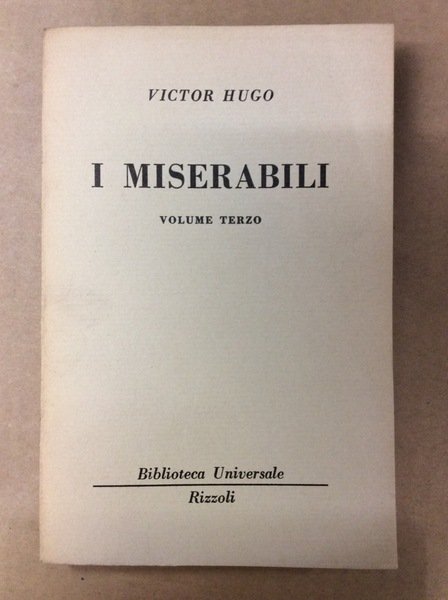 VICTOR HUGO
I MISERABILI
VOLUME TERZO
Biblioteca Universale
Rizzoli